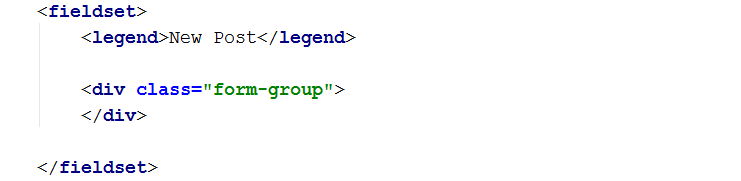 <fieldset>
<legend>New Post</legend>
<div class="form-group">
</div>
</fieldset>